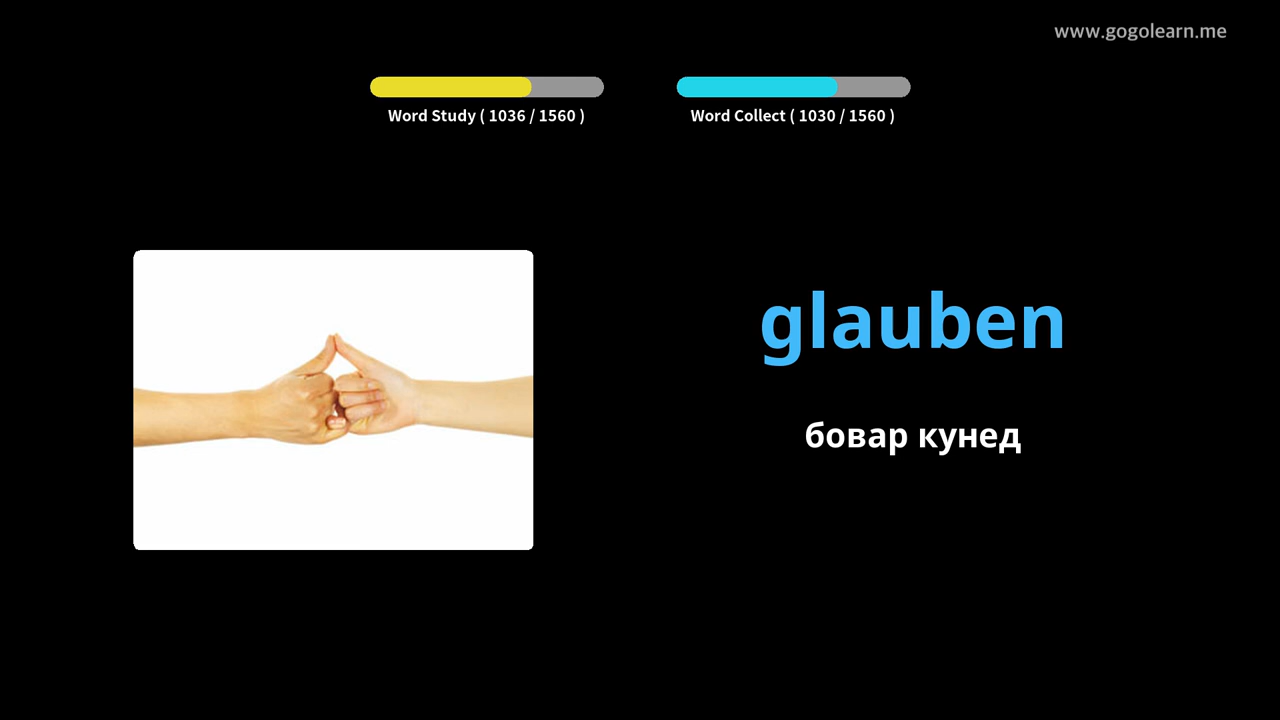 www.gogolearn.me
Word Study ( 1036 / 1560 )
Word Collect ( 1030 / 1560 )
glauben
бовар кунед